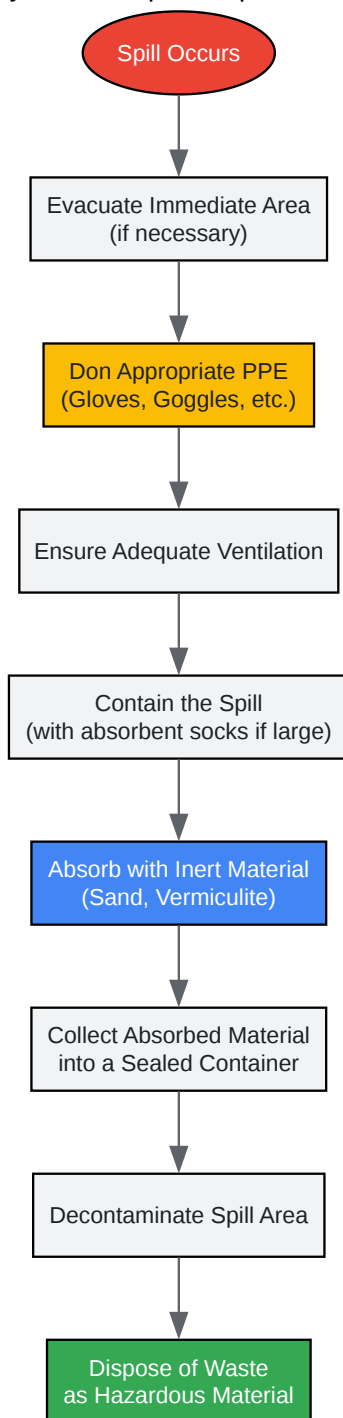 Spill Occurs
Evacuate Immediate Area
(if necessary)
Don Appropriate PPE
(Gloves, Goggles, etc.)
Ensure Adequate Ventilation
Contain the Spill
(with absorbent socks if large)
Absorb with Inert Material
(Sand, Vermiculite)
Collect Absorbed Material
into a Sealed Container
Decontaminate Spill Area
Dispose of Waste
as Hazardous Material